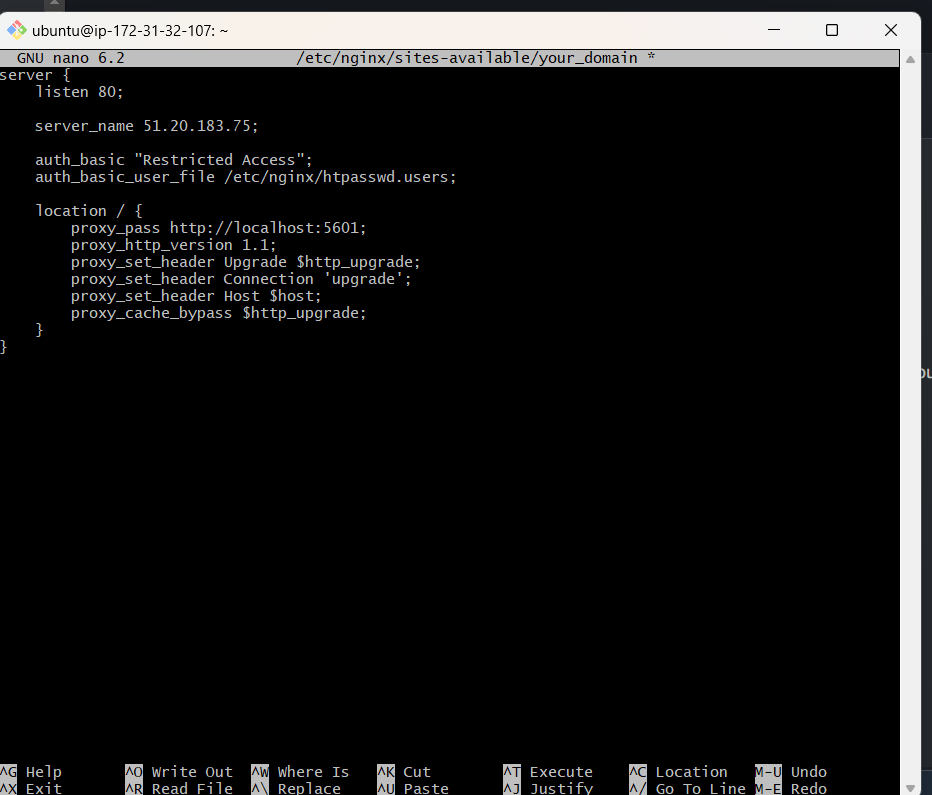 ubuntu@ip-172-31-32-107: ~
GNU nano 6.2 /etc/nginx/sites-available/your_domain *
server {
    listen 80;

    server_name 51.20.183.75;

    auth_basic "Restricted Access";
    auth_basic_user_file /etc/nginx/htpasswd.users;

    location / {
        proxy_pass http://localhost:5601;
        proxy_http_version 1.1;
        proxy_set_header Upgrade $http_upgrade;
        proxy_set_header Connection 'upgrade';
        proxy_set_header Host $host;
        proxy_cache_bypass $http_upgrade;
    }
}
^G Help ^O Write Out ^W Where Is ^K Cut ^T Execute ^C Location M-U Undo
^X Exit ^R Read File ^\ Replace ^U Paste ^J Justify ^/ Go To Line M-E Redo